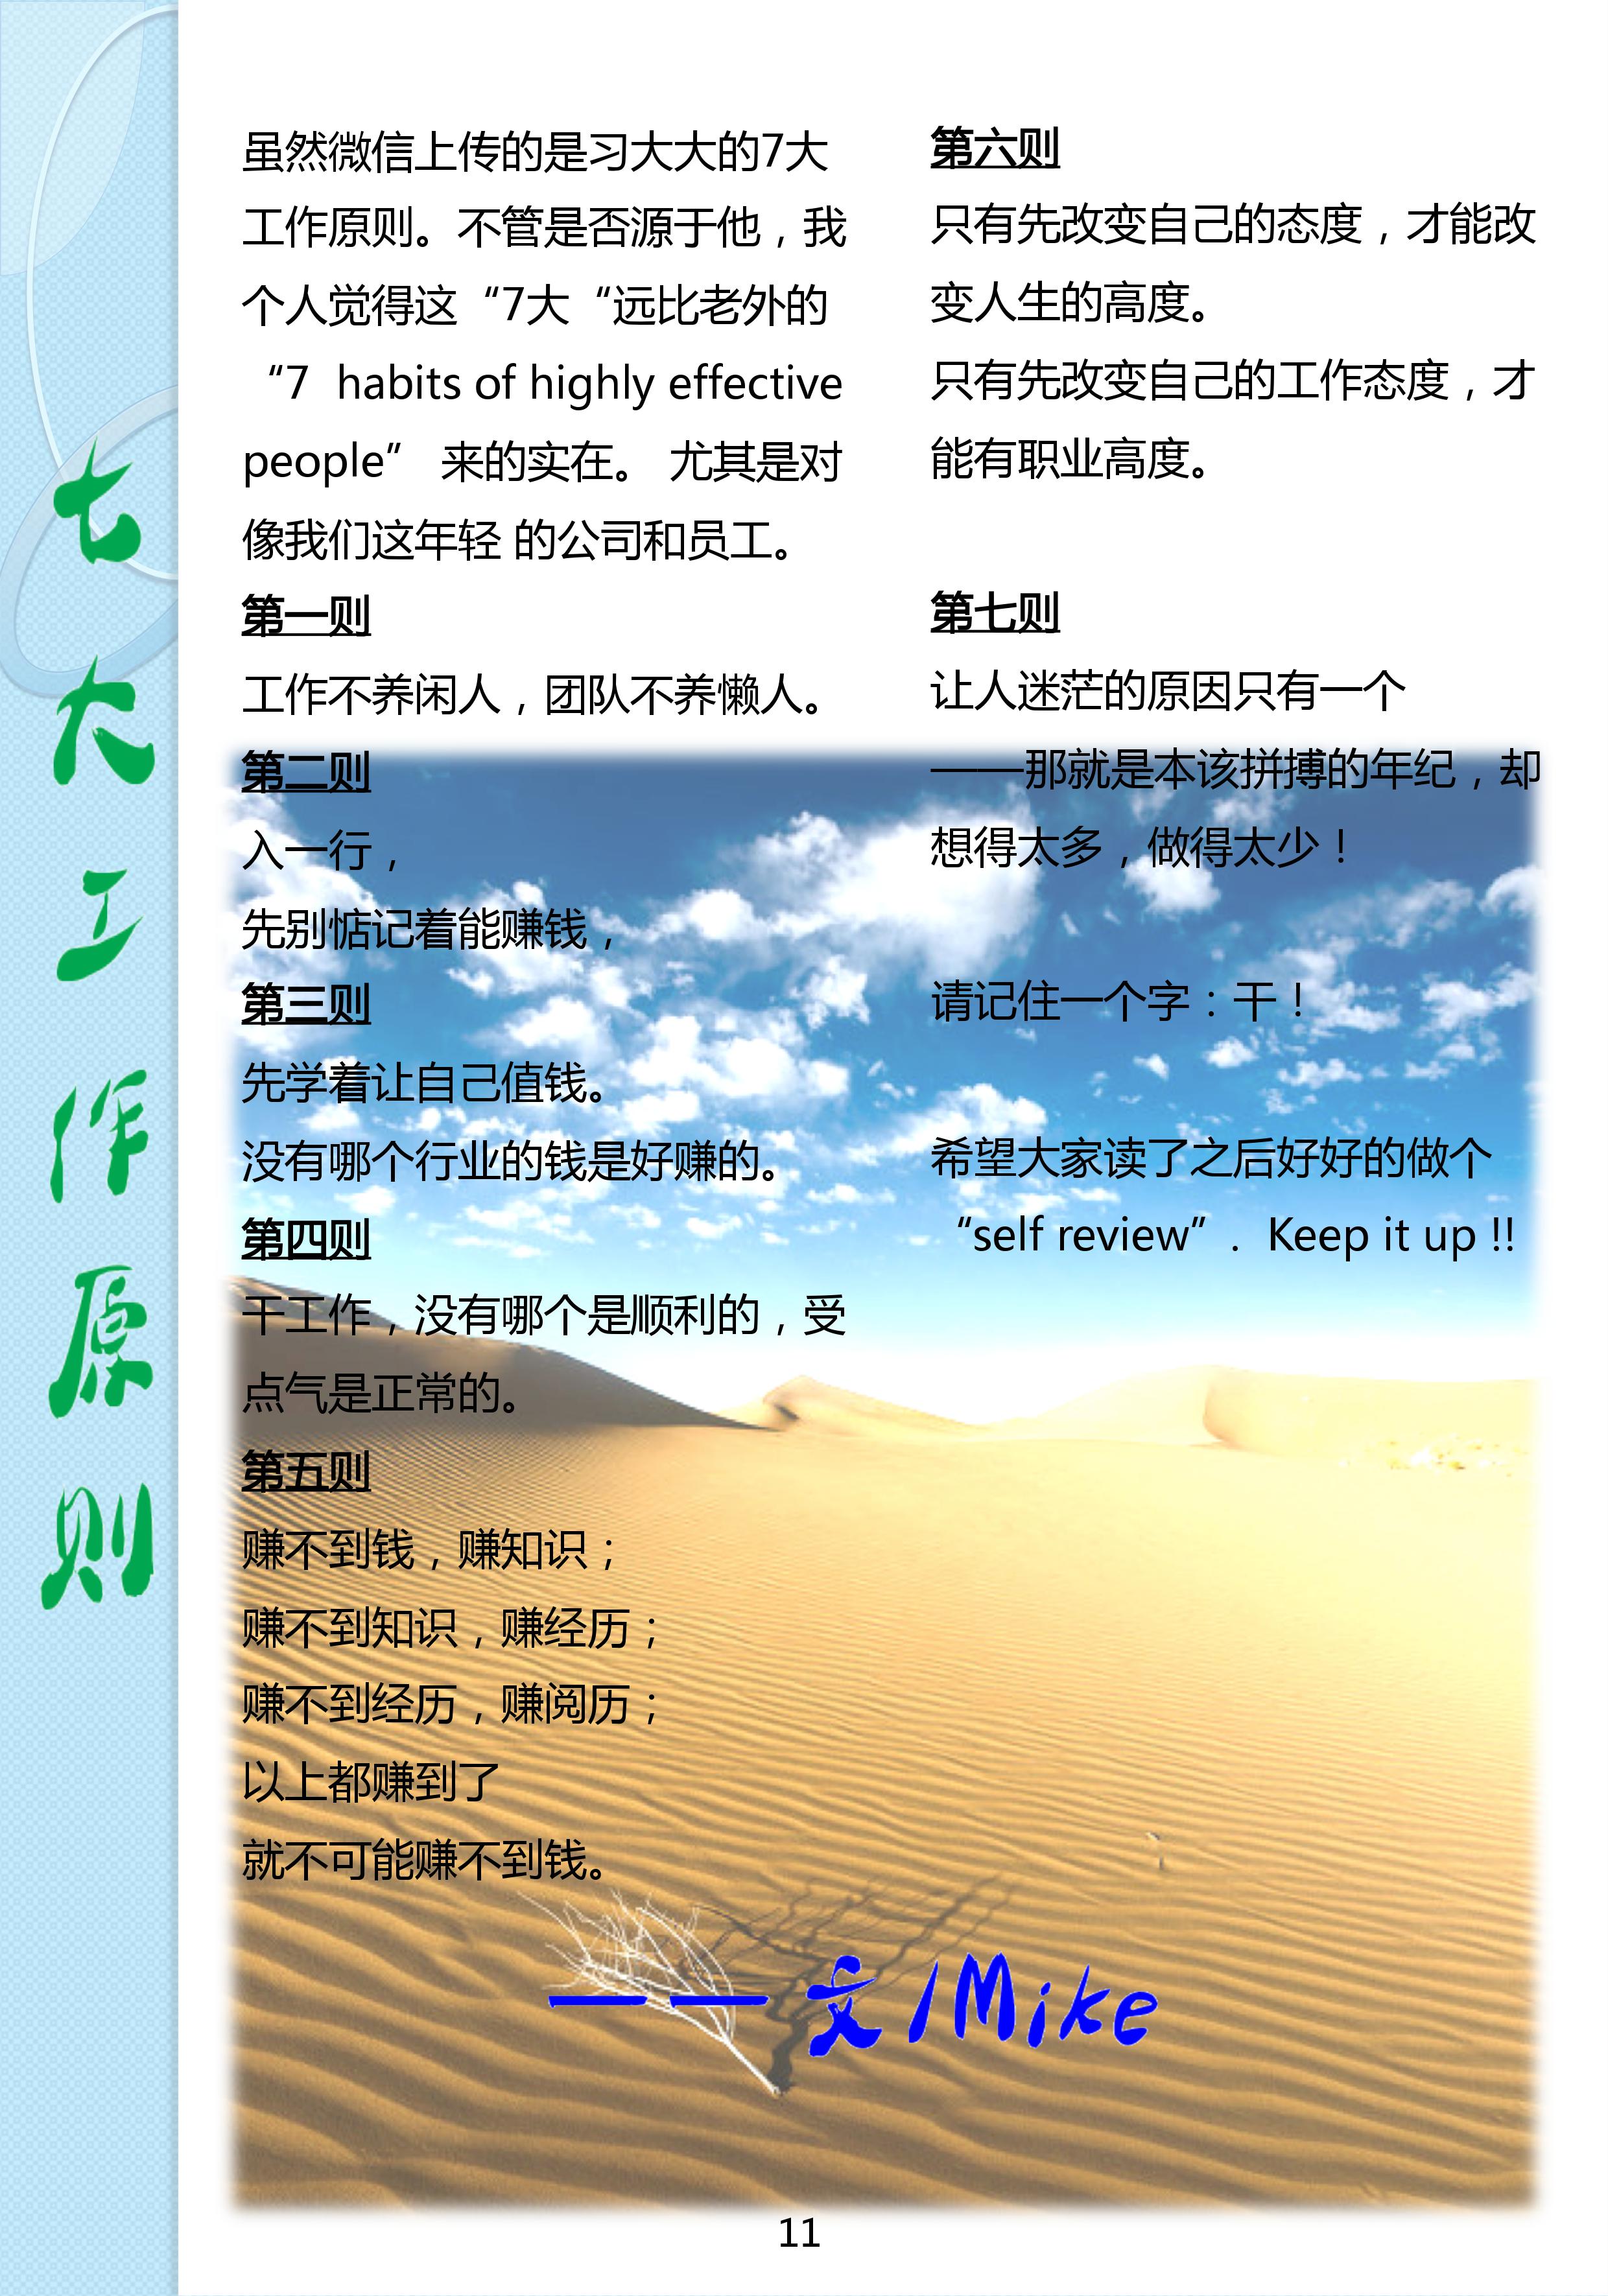 七大工作原则
虽然微信上传的是习大大的7大
工作原则。不管是否源于他，我
个人觉得这“7大“远比老外的
“7  habits of highly effective
people” 来的实在。 尤其是对
像我们这年轻 的公司和员工。
第一则
工作不养闲人，团队不养懒人。
第二则
入一行，
先别惦记着能赚钱，
第三则
先学着让自己值钱。
没有哪个行业的钱是好赚的。
第四则
干工作，没有哪个是顺利的，受
点气是正常的。
第五则
赚不到钱，赚知识；
赚不到知识，赚经历；
赚不到经历，赚阅历；
以上都赚到了
就不可能赚不到钱。
第六则
只有先改变自己的态度，才能改
变人生的高度。
只有先改变自己的工作态度，才
能有职业高度。
第七则
让人迷茫的原因只有一个
——那就是本该拼搏的年纪，却
想得太多，做得太少！
请记住一个字：干！
希望大家读了之后好好的做个
“self review”.  Keep it up !!
——文/Mike
11